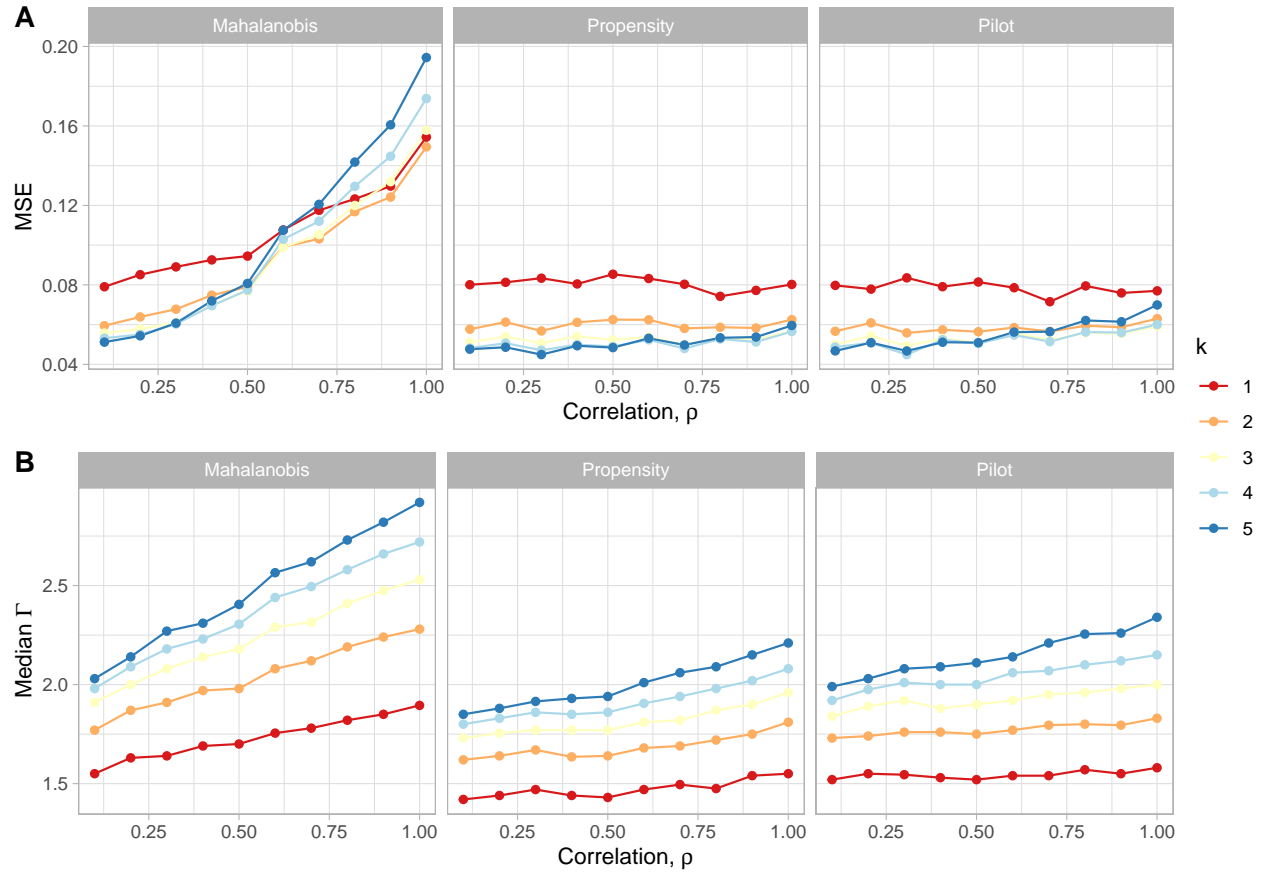 A
Mahalanobis Propensity Pilot
0.20
0.16
0.12
0.08
0.04
MSE
0.25 0.50 0.75 1.00 0.25 0.50 0.75 1.00 0.25 0.50 0.75 1.00
Correlation, ρ
B
Mahalanobis Propensity Pilot
2.5
2.0
1.5
Median Γ
0.25 0.50 0.75 1.00 0.25 0.50 0.75 1.00 0.25 0.50 0.75 1.00
Correlation, ρ
k
1
2
3
4
5